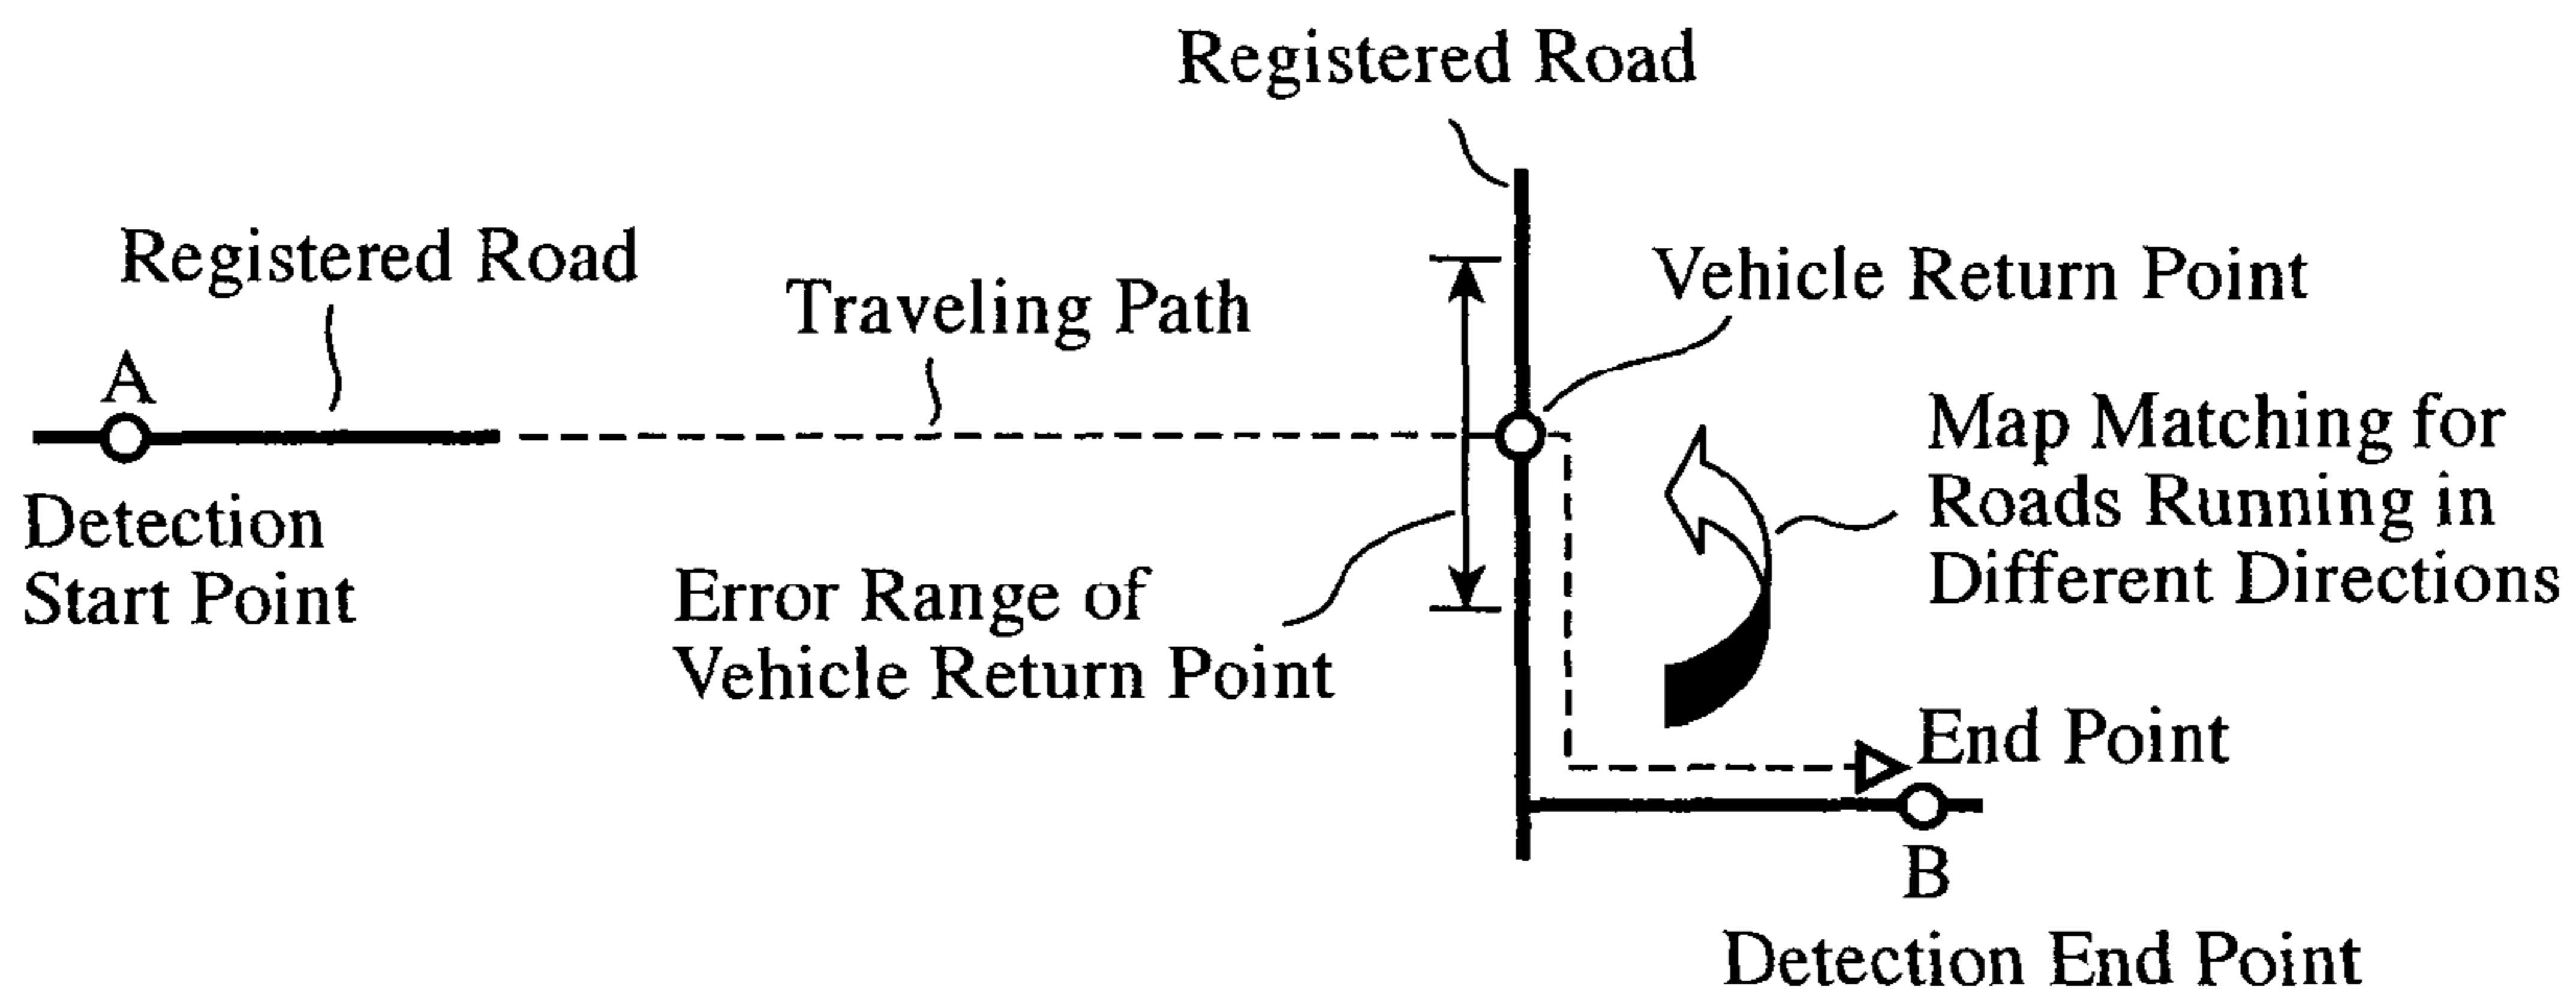 Registered Road
Registered Road
Vehicle Return Point
Traveling Path
A
Map Matching for
Roads Running in
Different Directions
Detection
Start Point
Error Range of
Vehicle Return Point
End Point
B
Detection End Point